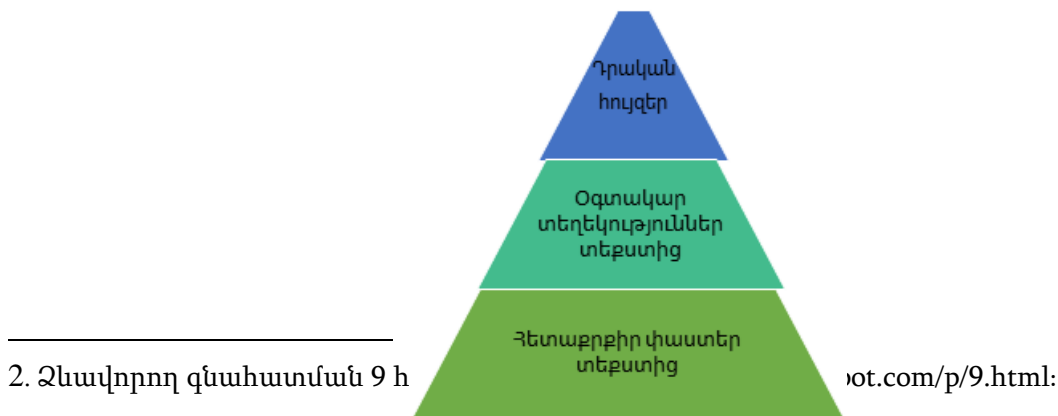 Դրական
հույզեր
Օգտակար
տեղեկություններ
տեքստից
Հետաքրքիր փաստեր
տեքստից
2. Ձևավորող գնահատման 9 հ
ot.com/p/9.html: